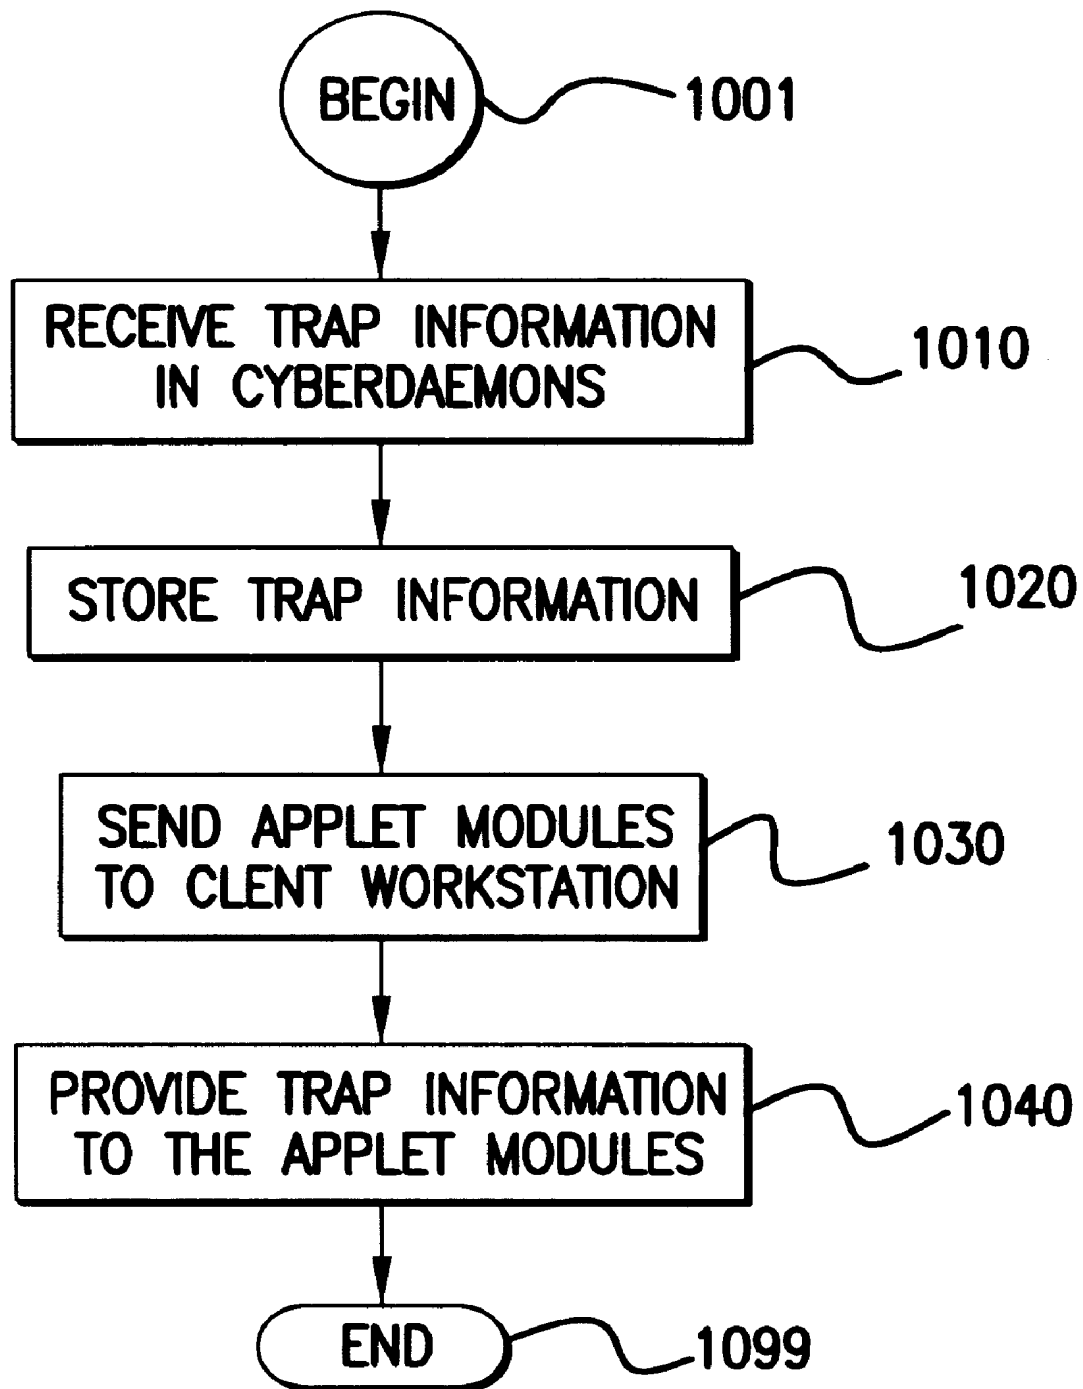 BEGIN
1001
RECEIVE TRAP INFORMATION
IN CYBERDAEMONS
1010
STORE TRAP INFORMATION
1020
SEND APPLET MODULES
TO CLENT WORKSTATION
1030
PROVIDE TRAP INFORMATION
TO THE APPLET MODULES
1040
END
1099